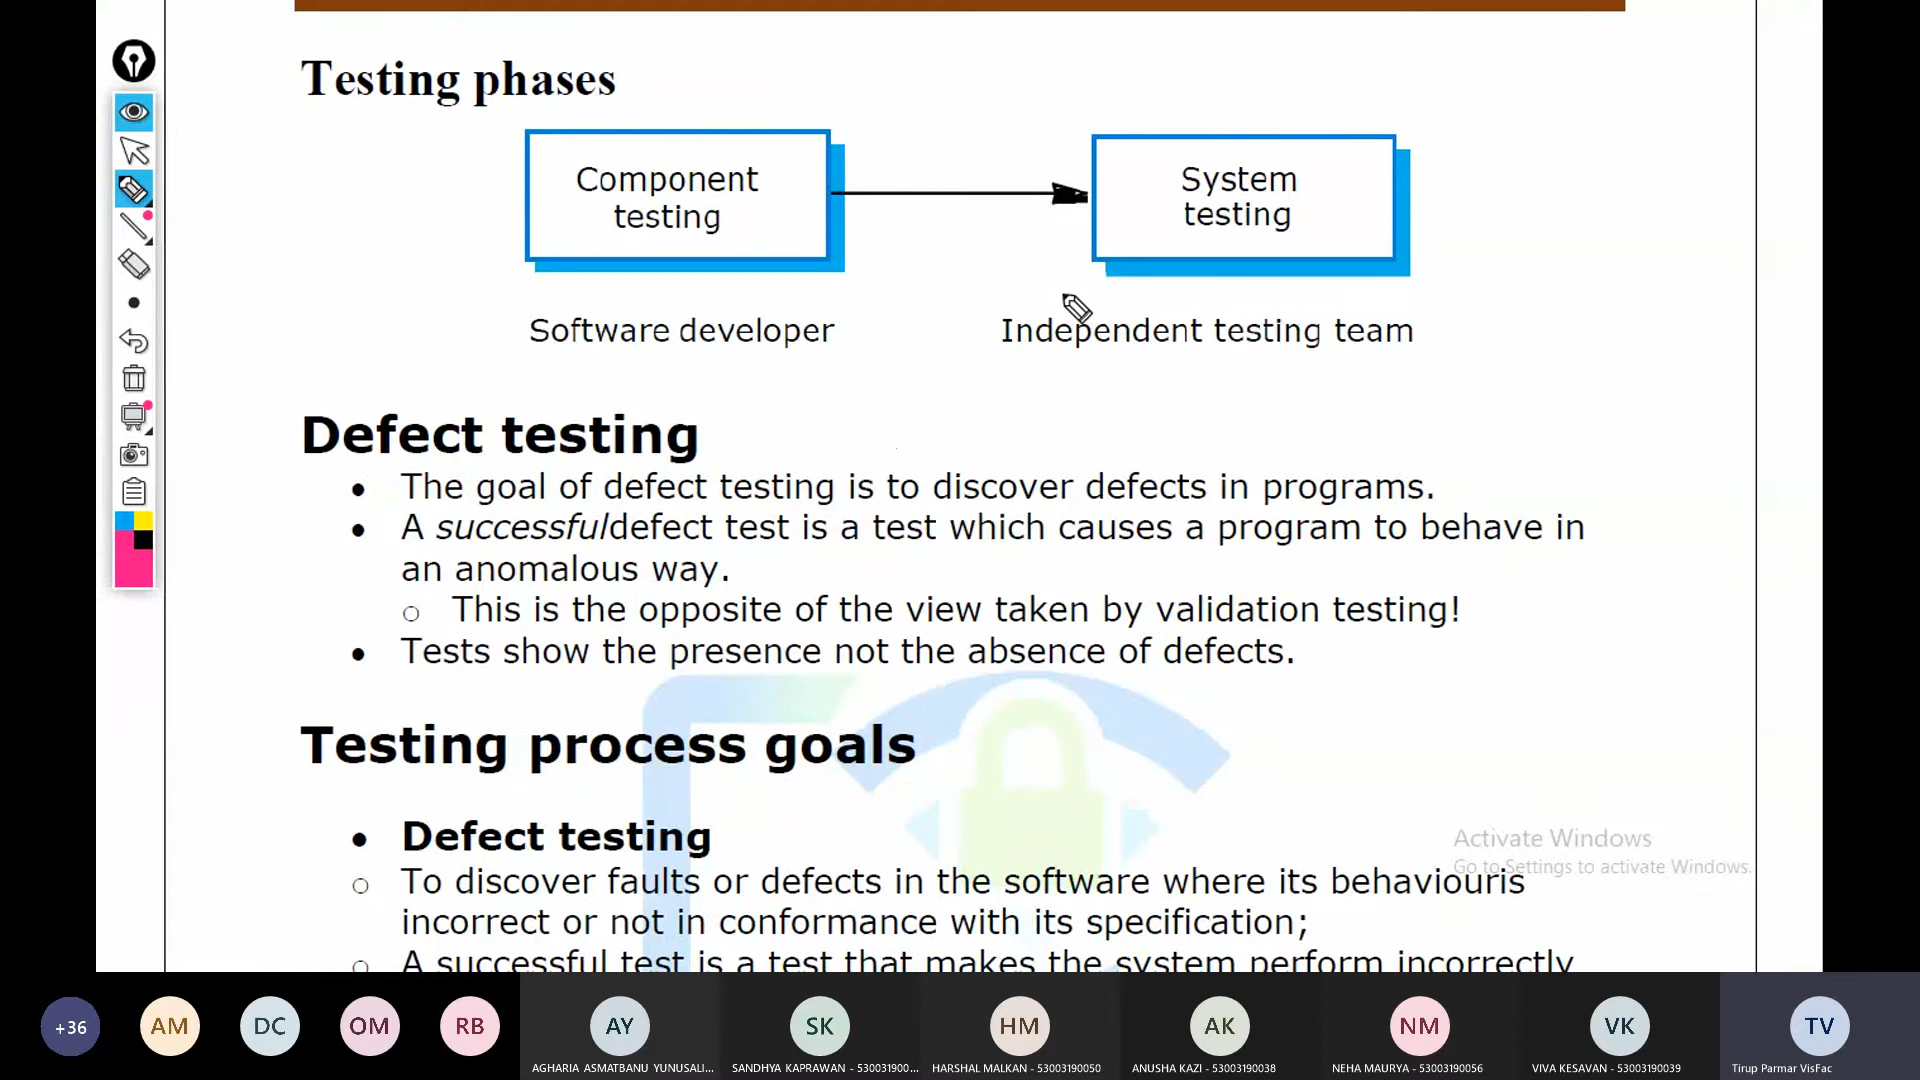 Testing phases
Component
testing
System
testing
Software developer
Independent testing team
Defect testing
• The goal of defect testing is to discover defects in programs.
• A successfuldefect test is a test which causes a program to behave in
an anomalous way.
o This is the opposite of the view taken by validation testing!
• Tests show the presence not the absence of defects.
Testing process goals
• Defect testing
o To discover faults or defects in the software where its behaviouris
incorrect or not in conformance with its specification;
o A successful test is a test that makes the system perform incorrectly
Activate Windows
Go to Settings to activate Windows.
+36
AM
DC
OM
RB
AY
SK
HM
AK
NM
VK
TV
AGHARIA ASMATBANU YUNUSALI...
SANDHYA KAPRAWAN - 530031900...
HARSHAL MALKAN - 53003190050
ANUSHA KAZI - 53003190038
NEHA MAURYA - 53003190056
VIVA KESAVAN - 53003190039
Tirup Parmar VisFac